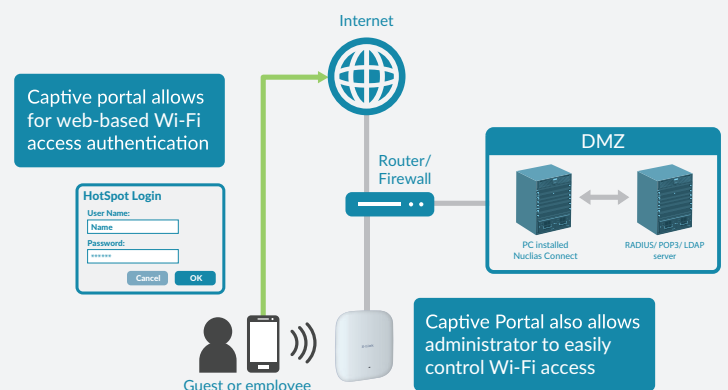 Internet
Captive portal allows
for web-based Wi-Fi
access authentication
HotSpot Login
User Name:
Name
Password:
******
Cancel
OK
Router/
Firewall
DMZ
PC installed
Nuclias Connect
RADIUS/ POP3/ LDAP
server
Captive Portal also allows
administrator to easily
control Wi-Fi access
Guest or employee